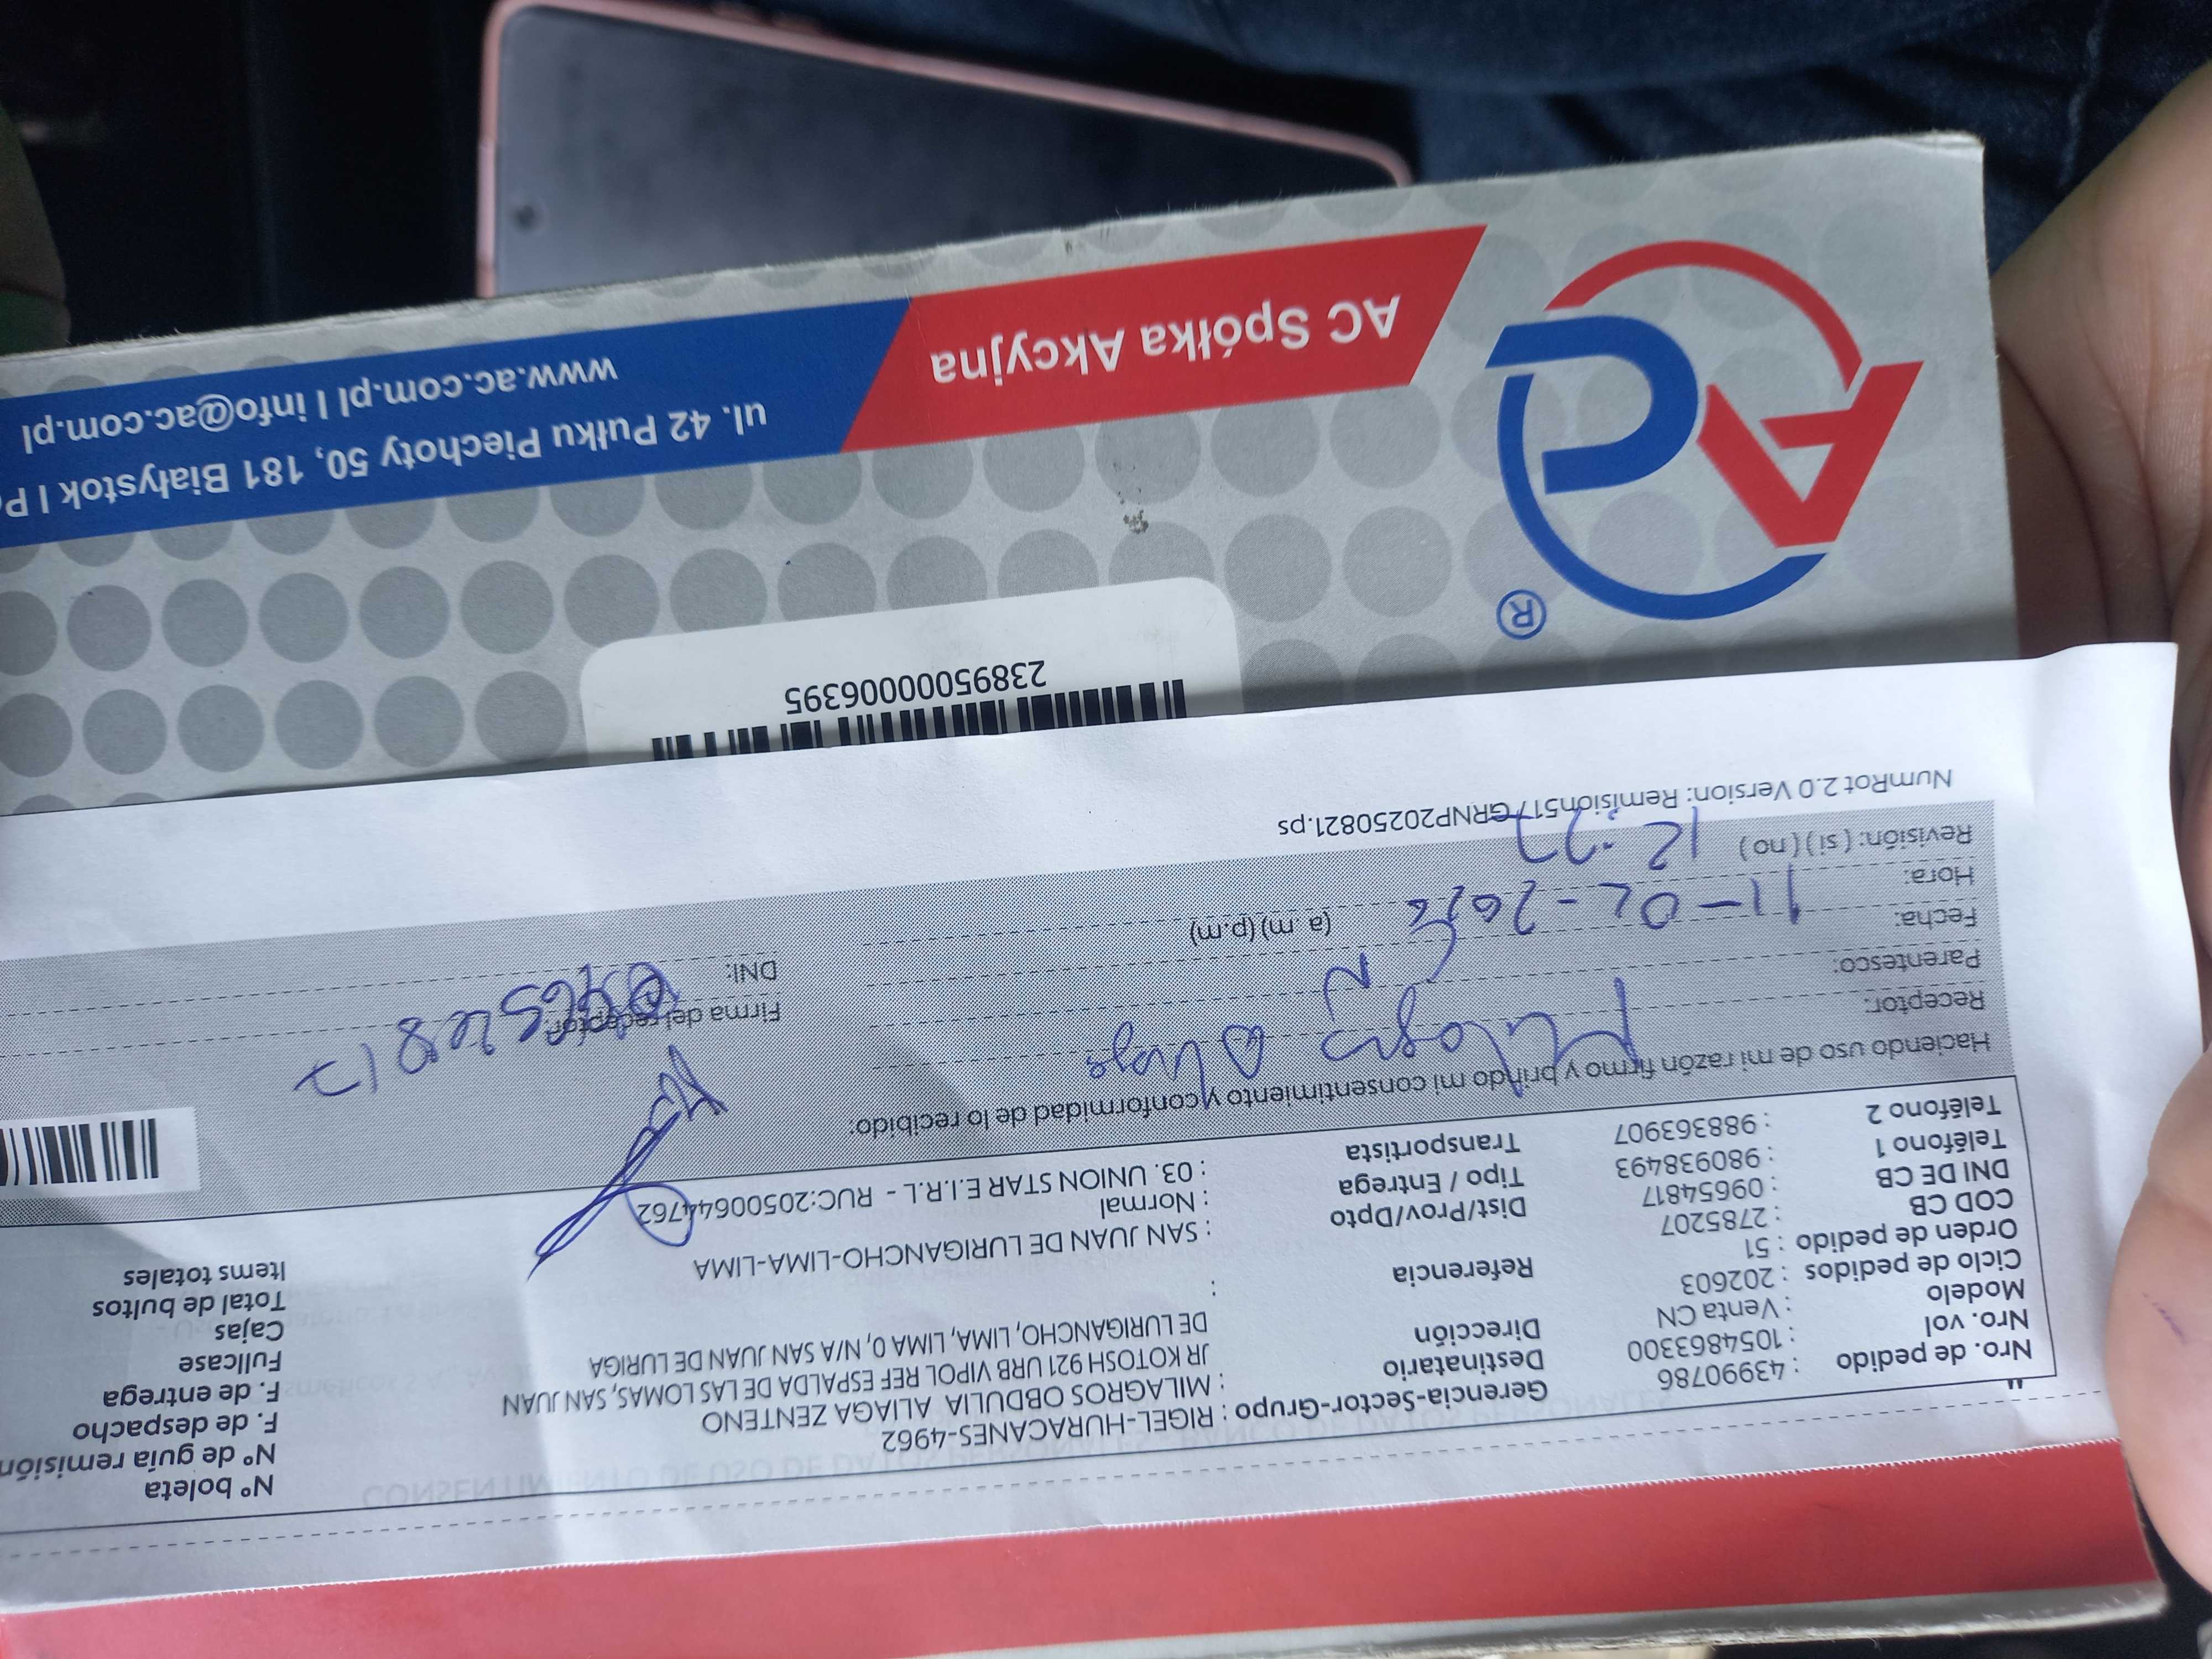 Nº boleta
Nº de guía remisión
F. de despacho
F. de entrega
Fullcase
Cajas
Total de bultos
Items totales
Nro. de pedido : 43990786
Nro. vol : 1054863300
Modelo : Venta CN
Ciclo de pedidos : 202603
Orden de pedido : 51
COD CB : 2785207
DNI DE CB : 09654817
Teléfono 1 : 980938493
Teléfono 2 : 988363907
Gerencia-Sector-Grupo : RIGEL-HURACANES-4962
Destinatario : MILAGROS OBDULIA ALIAGA ZENTENO
Dirección JR KOTOSH 921 URB VIPOL REF ESPALDA DE LAS LOMAS, SAN JUAN
DE LURIGANCHO, LIMA, LIMA 0, N/A SAN JUAN DE LURIGA
Referencia :
Dist/Prov/Dpto : SAN JUAN DE LURIGANCHO-LIMA-LIMA
Tipo / Entrega : Normal
Transportista : 03. UNION STAR E.I.R.L - RUC:20500644762
Haciendo uso de mi razón firmo y brindo mi consentimiento y conformidad de lo recibido:
Receptor:
Parentesco:
Fecha: 11-02-2026
Hora: (a. m) (p.m)
Revisión: ( si ) ( no ) 12:27
Firma del receptor:
DNI:
NumRot 2.0 Version: Remision517GRNP20250821.ps
2389500006395
®
AC
AC Spółka Akcyjna
ul. 42 Pułku Piechoty 50, 181 Białystok I
www.ac.com.pl I info@ac.com.pl